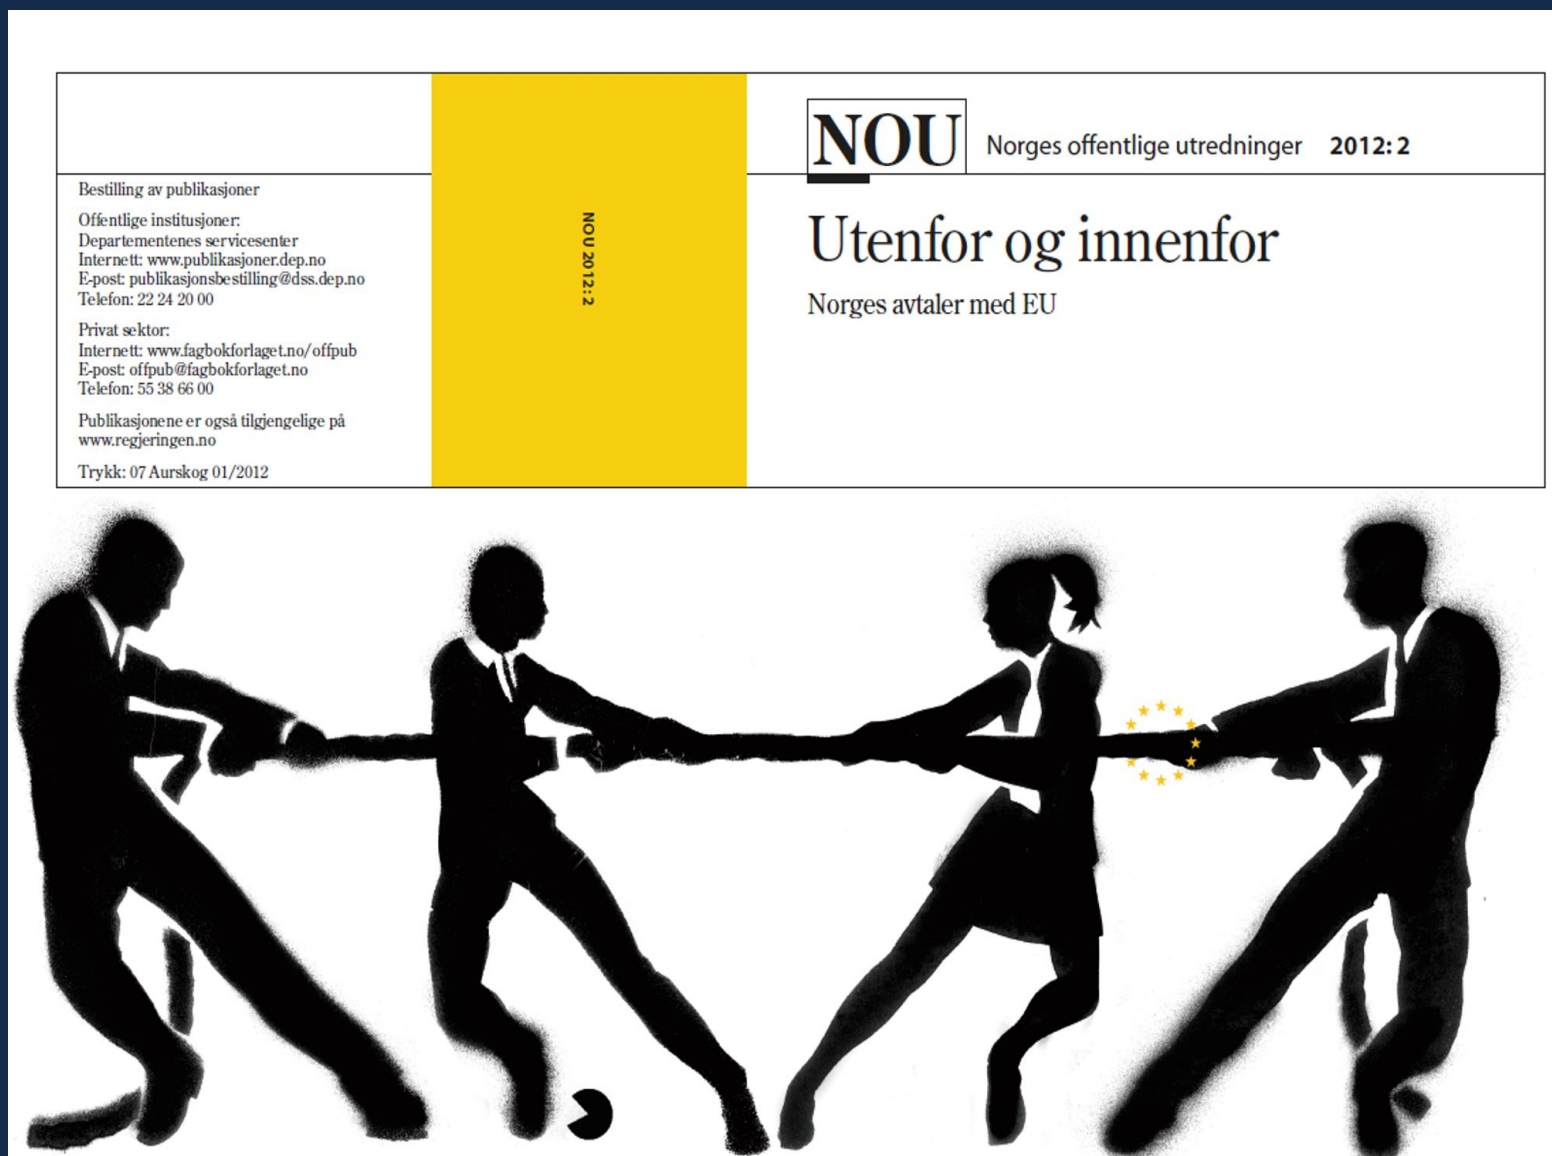 Bestilling av publikasjoner
Offentlige institusjoner:
Departementenes servicesenter
Internett: www.publikasjoner.dep.no
E-post: publikasjonsbestilling@dss.dep.no
Telefon: 22 24 20 00
Privat sektor:
Internett: www.fagbokforlaget.no/offpub
E-post: offpub@fagbokforlaget.no
Telefon: 55 38 66 00
Publikasjonene er også tilgjengelige på
www.regjeringen.no
Trykk: 07 Aurskog 01/2012
NOU 2012: 2
NOU Norges offentlige utredninger 2012: 2
Utenfor og innenfor
Norges avtaler med EU